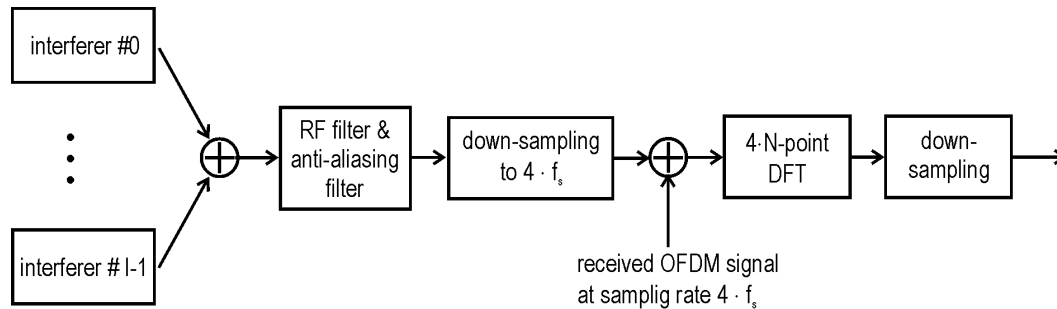 interferer #0
RF filter &
anti-aliasing
filter
down-sampling
to 4 · fs
4·N-point
DFT
down-
sampling
interferer # I-1
received OFDM signal
at samplig rate 4 · fs